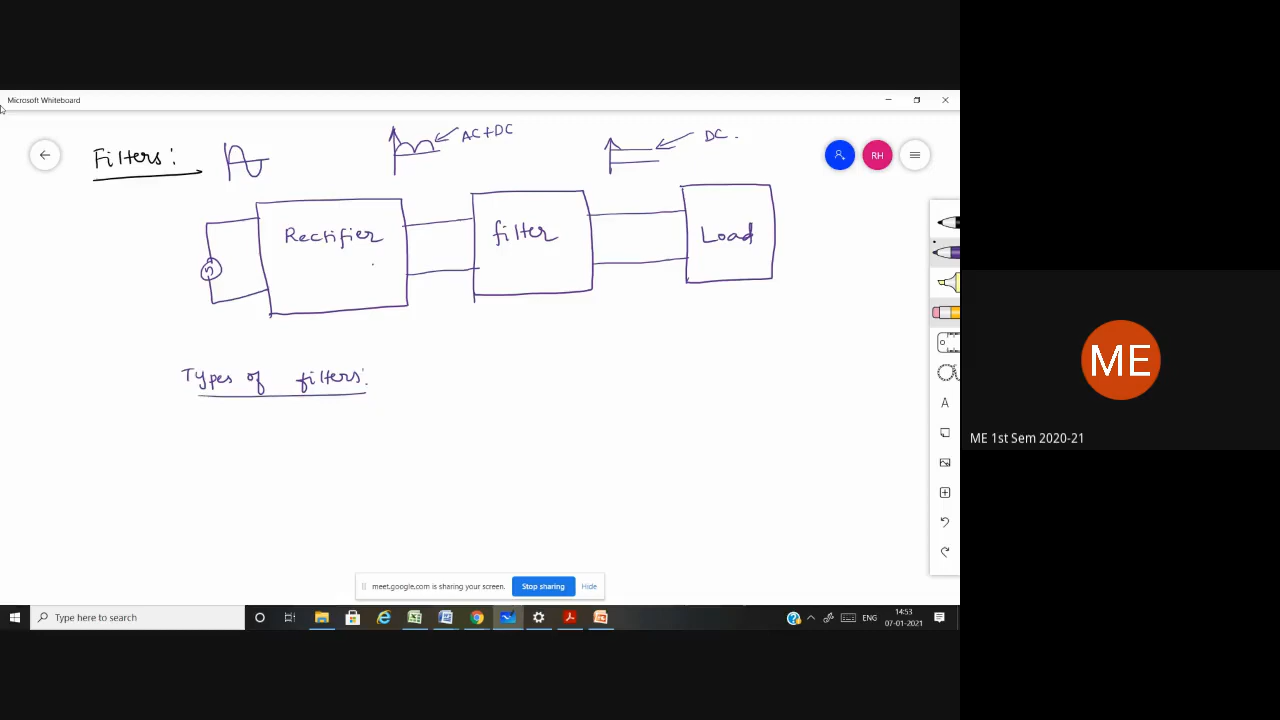 Microsoft Whiteboard
Filters:
AC+DC
DC.
RH
Rectifier
filter
Load
Types of filters:
A
meet.google.com is sharing your screen.
Stop sharing
Hide
ME
ME 1st Sem 2020-21
Type here to search
ENG
14:53
07-01-2021